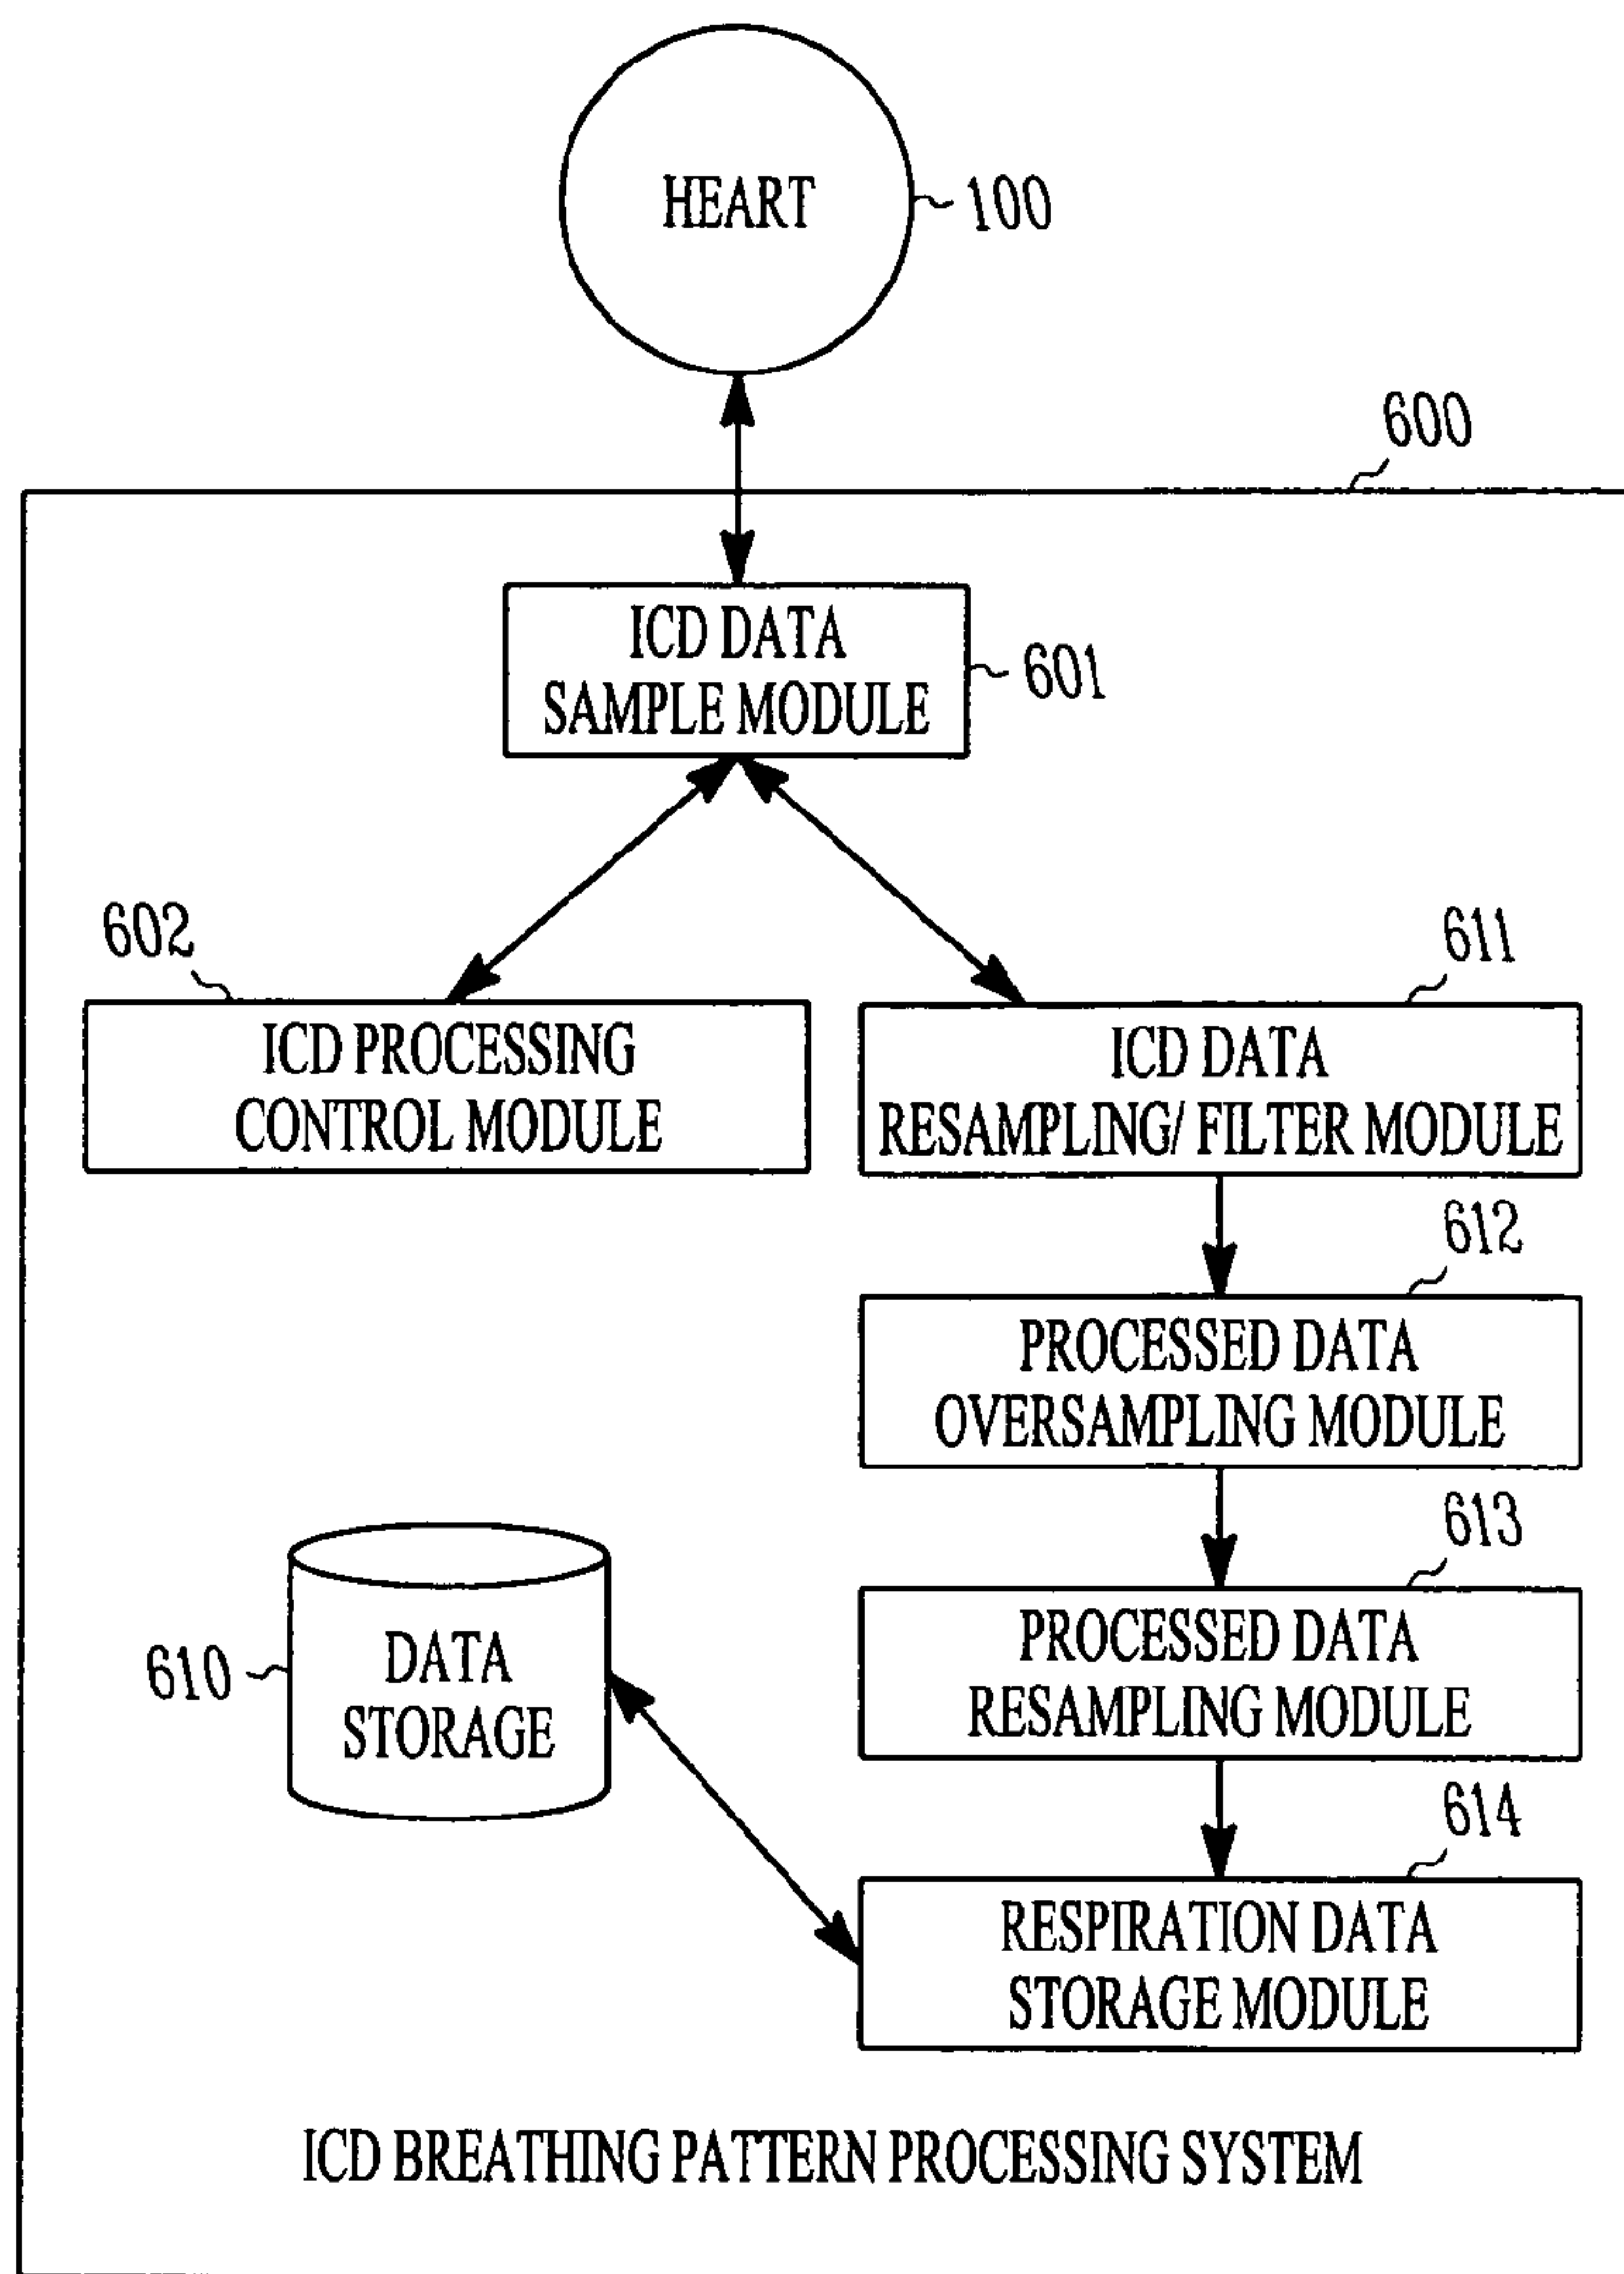 HEART
100
600
ICD DATA
SAMPLE MODULE
601
602
611
ICD PROCESSING
CONTROL MODULE
ICD DATA
RESAMPLING/ FILTER MODULE
612
PROCESSED DATA
OVERSAMPLING MODULE
613
610
DATA
STORAGE
PROCESSED DATA
RESAMPLING MODULE
614
RESPIRATION DATA
STORAGE MODULE
ICD BREATHING PATTERN PROCESSING SYSTEM